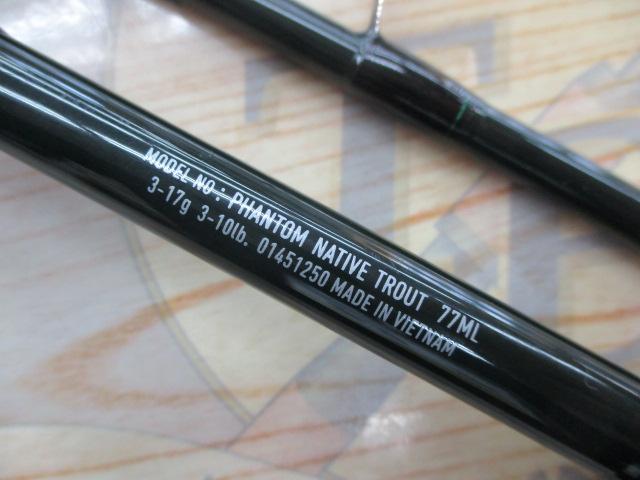 MODEL NO : PHANTOM NATIVE TROUT 77ML
3-17g 3-10lb. 01451250 MADE IN VIETNAM